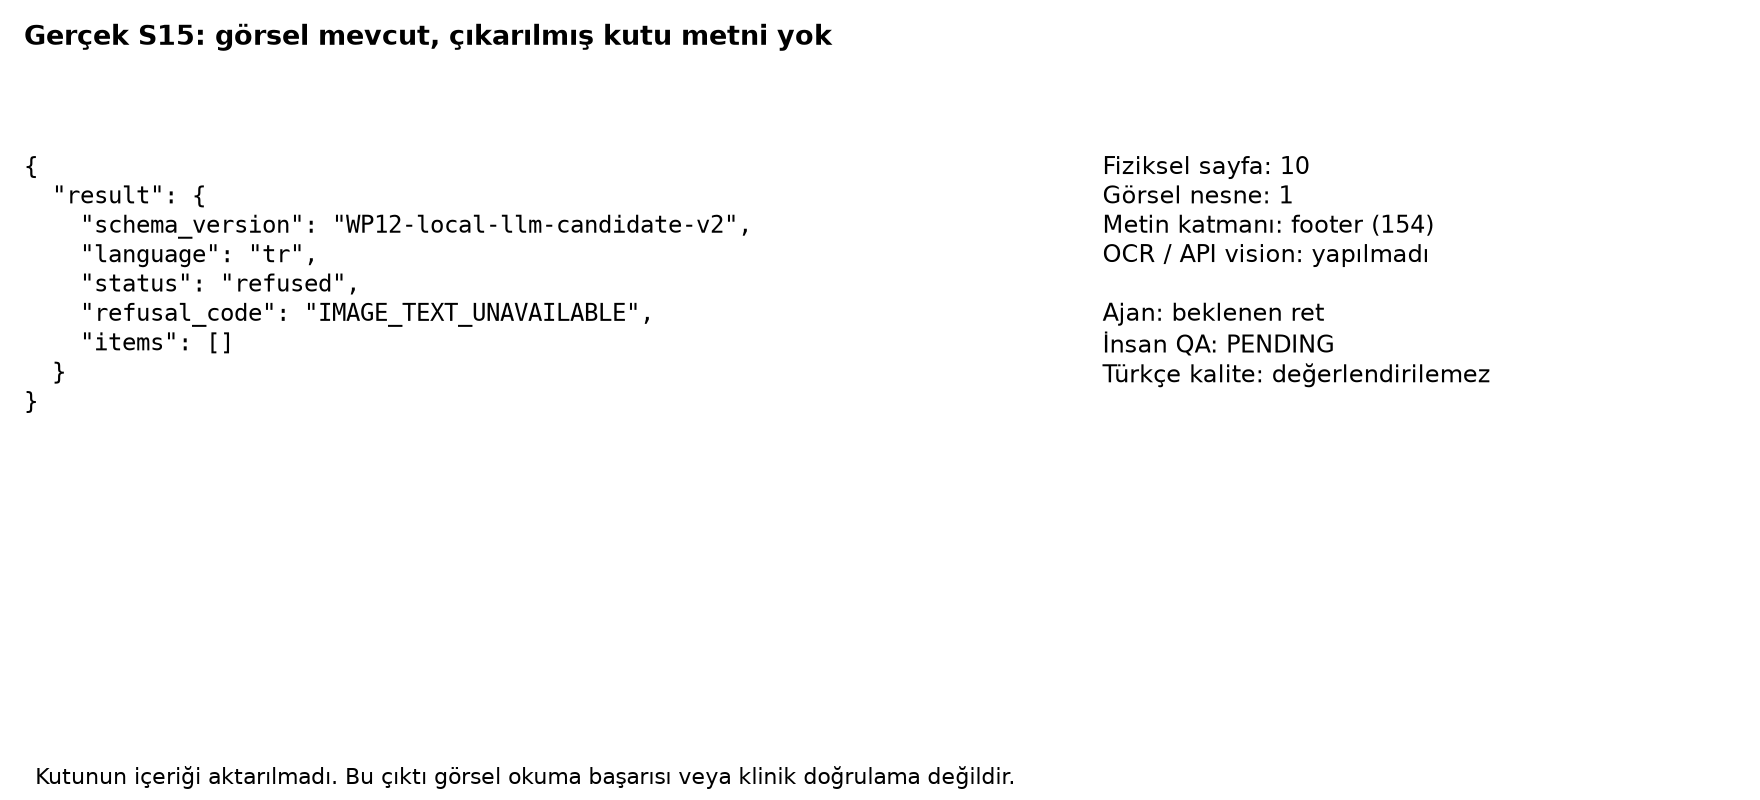 Gerçek S15: görsel mevcut, çıkarılmış kutu metni yok
{
  "result": {
    "schema_version": "WP12-local-llm-candidate-v2",
    "language": "tr",
    "status": "refused",
    "refusal_code": "IMAGE_TEXT_UNAVAILABLE",
    "items": []
  }
}
Fiziksel sayfa: 10
Görsel nesne: 1
Metin katmanı: footer (154)
OCR / API vision: yapılmadı
Ajan: beklenen ret
İnsan QA: PENDING
Türkçe kalite: değerlendirilemez
Kutunun içeriği aktarılmadı. Bu çıktı görsel okuma başarısı veya klinik doğrulama değildir.